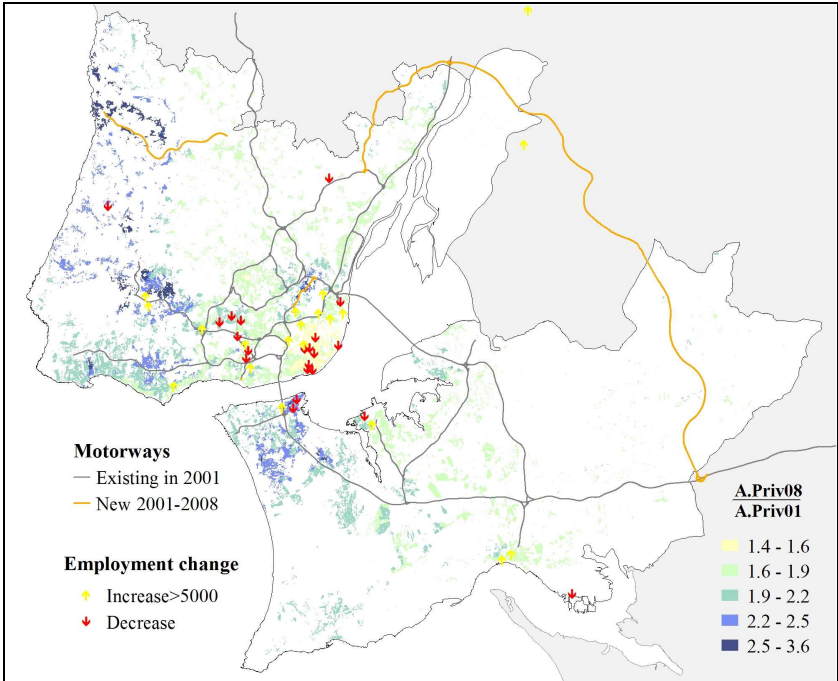 Motorways
Existing in 2001
New 2001-2008
Employment change
Increase>5000
Decrease
A.Priv08
A.Priv01
1.4 - 1.6
1.6 - 1.9
1.9 - 2.2
2.2 - 2.5
2.5 - 3.6